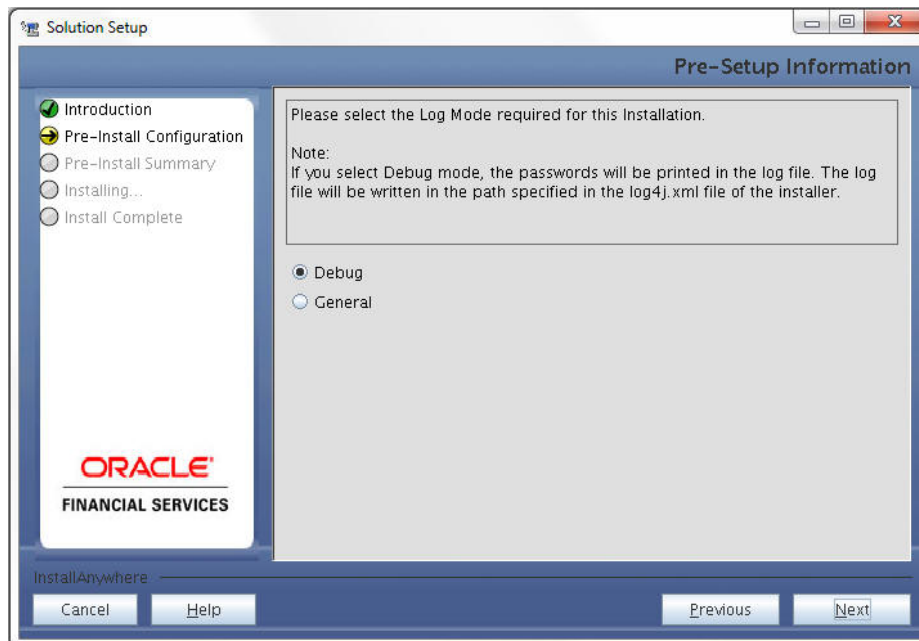 Solution Setup
Pre-Setup Information
Introduction
Pre-Install Configuration
Pre-Install Summary
Installing...
Install Complete
ORACLE
FINANCIAL SERVICES
Please select the Log Mode required for this Installation.
Note:
If you select Debug mode, the passwords will be printed in the log file. The log
file will be written in the path specified in the log4j.xml file of the installer.
Debug
General
InstallAnywhere
Cancel
Help
Previous
Next